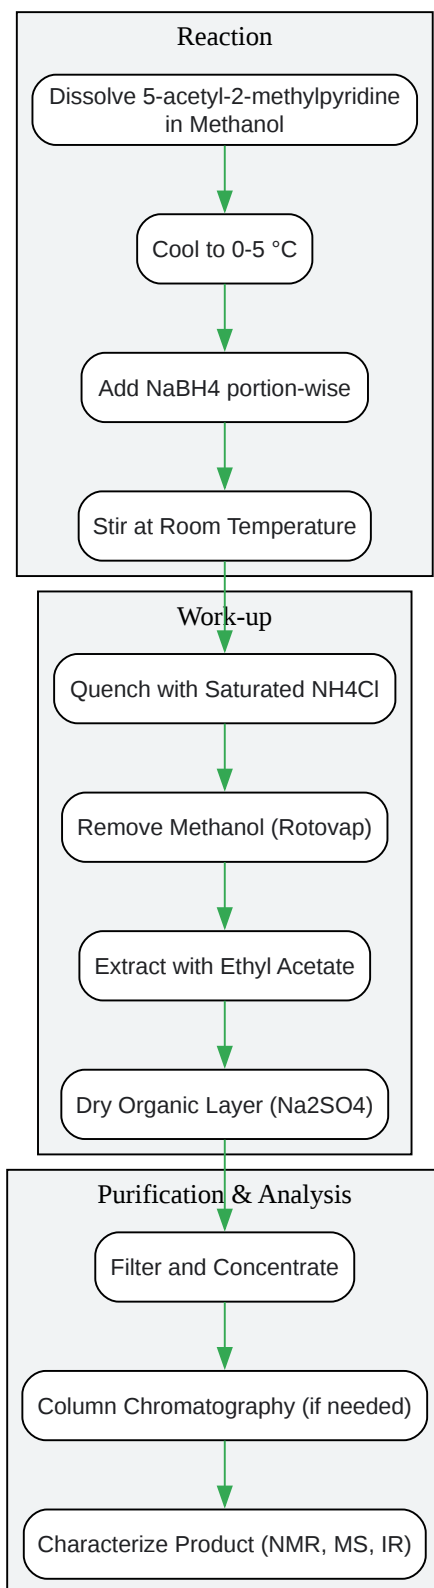 Reaction
Dissolve 5-acetyl-2-methylpyridine
in Methanol
Cool to 0-5 °C
Add NaBH4 portion-wise
Stir at Room Temperature
Work-up
Quench with Saturated NH4Cl
Remove Methanol (Rotovap)
Extract with Ethyl Acetate
Dry Organic Layer (Na2SO4)
Purification & Analysis
Filter and Concentrate
Column Chromatography (if needed)
Characterize Product (NMR, MS, IR)